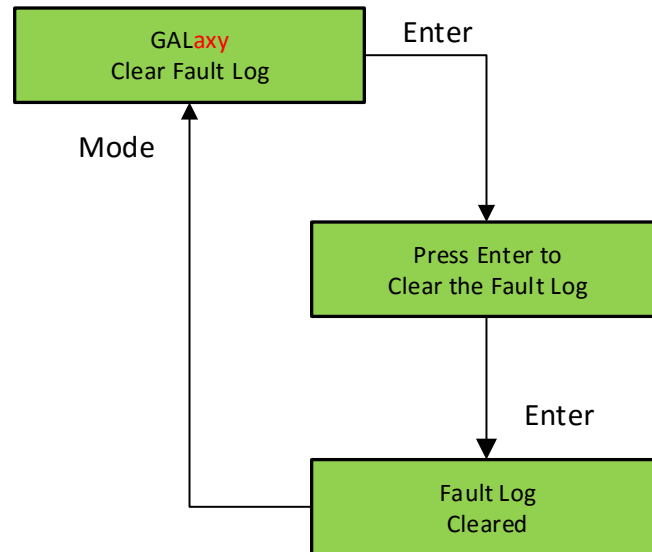 GALaxy
Clear Fault Log
Enter
Mode
Press Enter to
Clear the Fault Log
Enter
Fault Log
Cleared